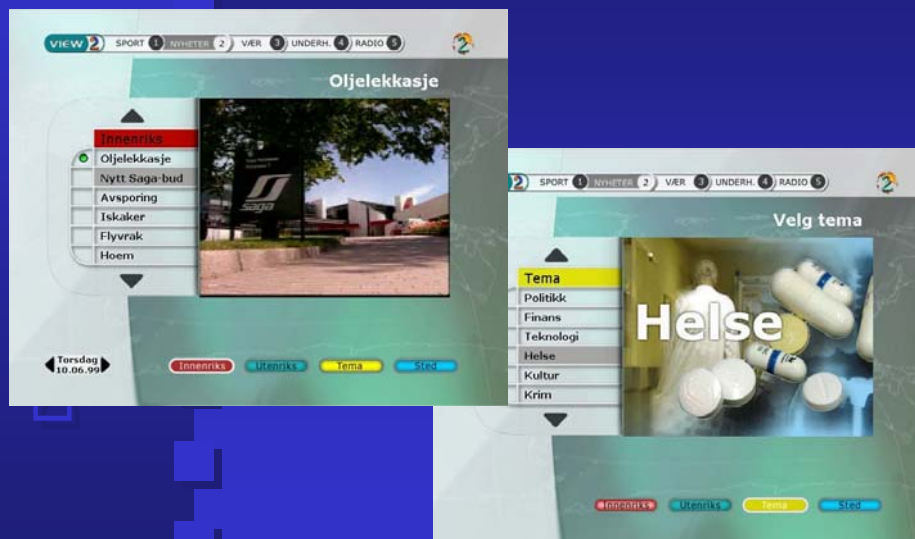 VIEW 2 SPORT 1 NYHETER 2 VÆR 3 UNDERH. 4 RADIO 5 2
Oljelekkasje
Innenriks
Oljelekkasje
Nytt Saga-bud
Avsporing
Iskaker
Flyvrak
Hoem
saga
Torsdag
10.06.99
Innenriks Utenriks Tema Sted
2 SPORT 1 NYHETER 2 VÆR 3 UNDERH. 4 RADIO 5 2
Velg tema
Tema
Politikk
Finans
Teknologi
Helse
Kultur
Krim
Helse
Innenriks Utenriks Tema Sted